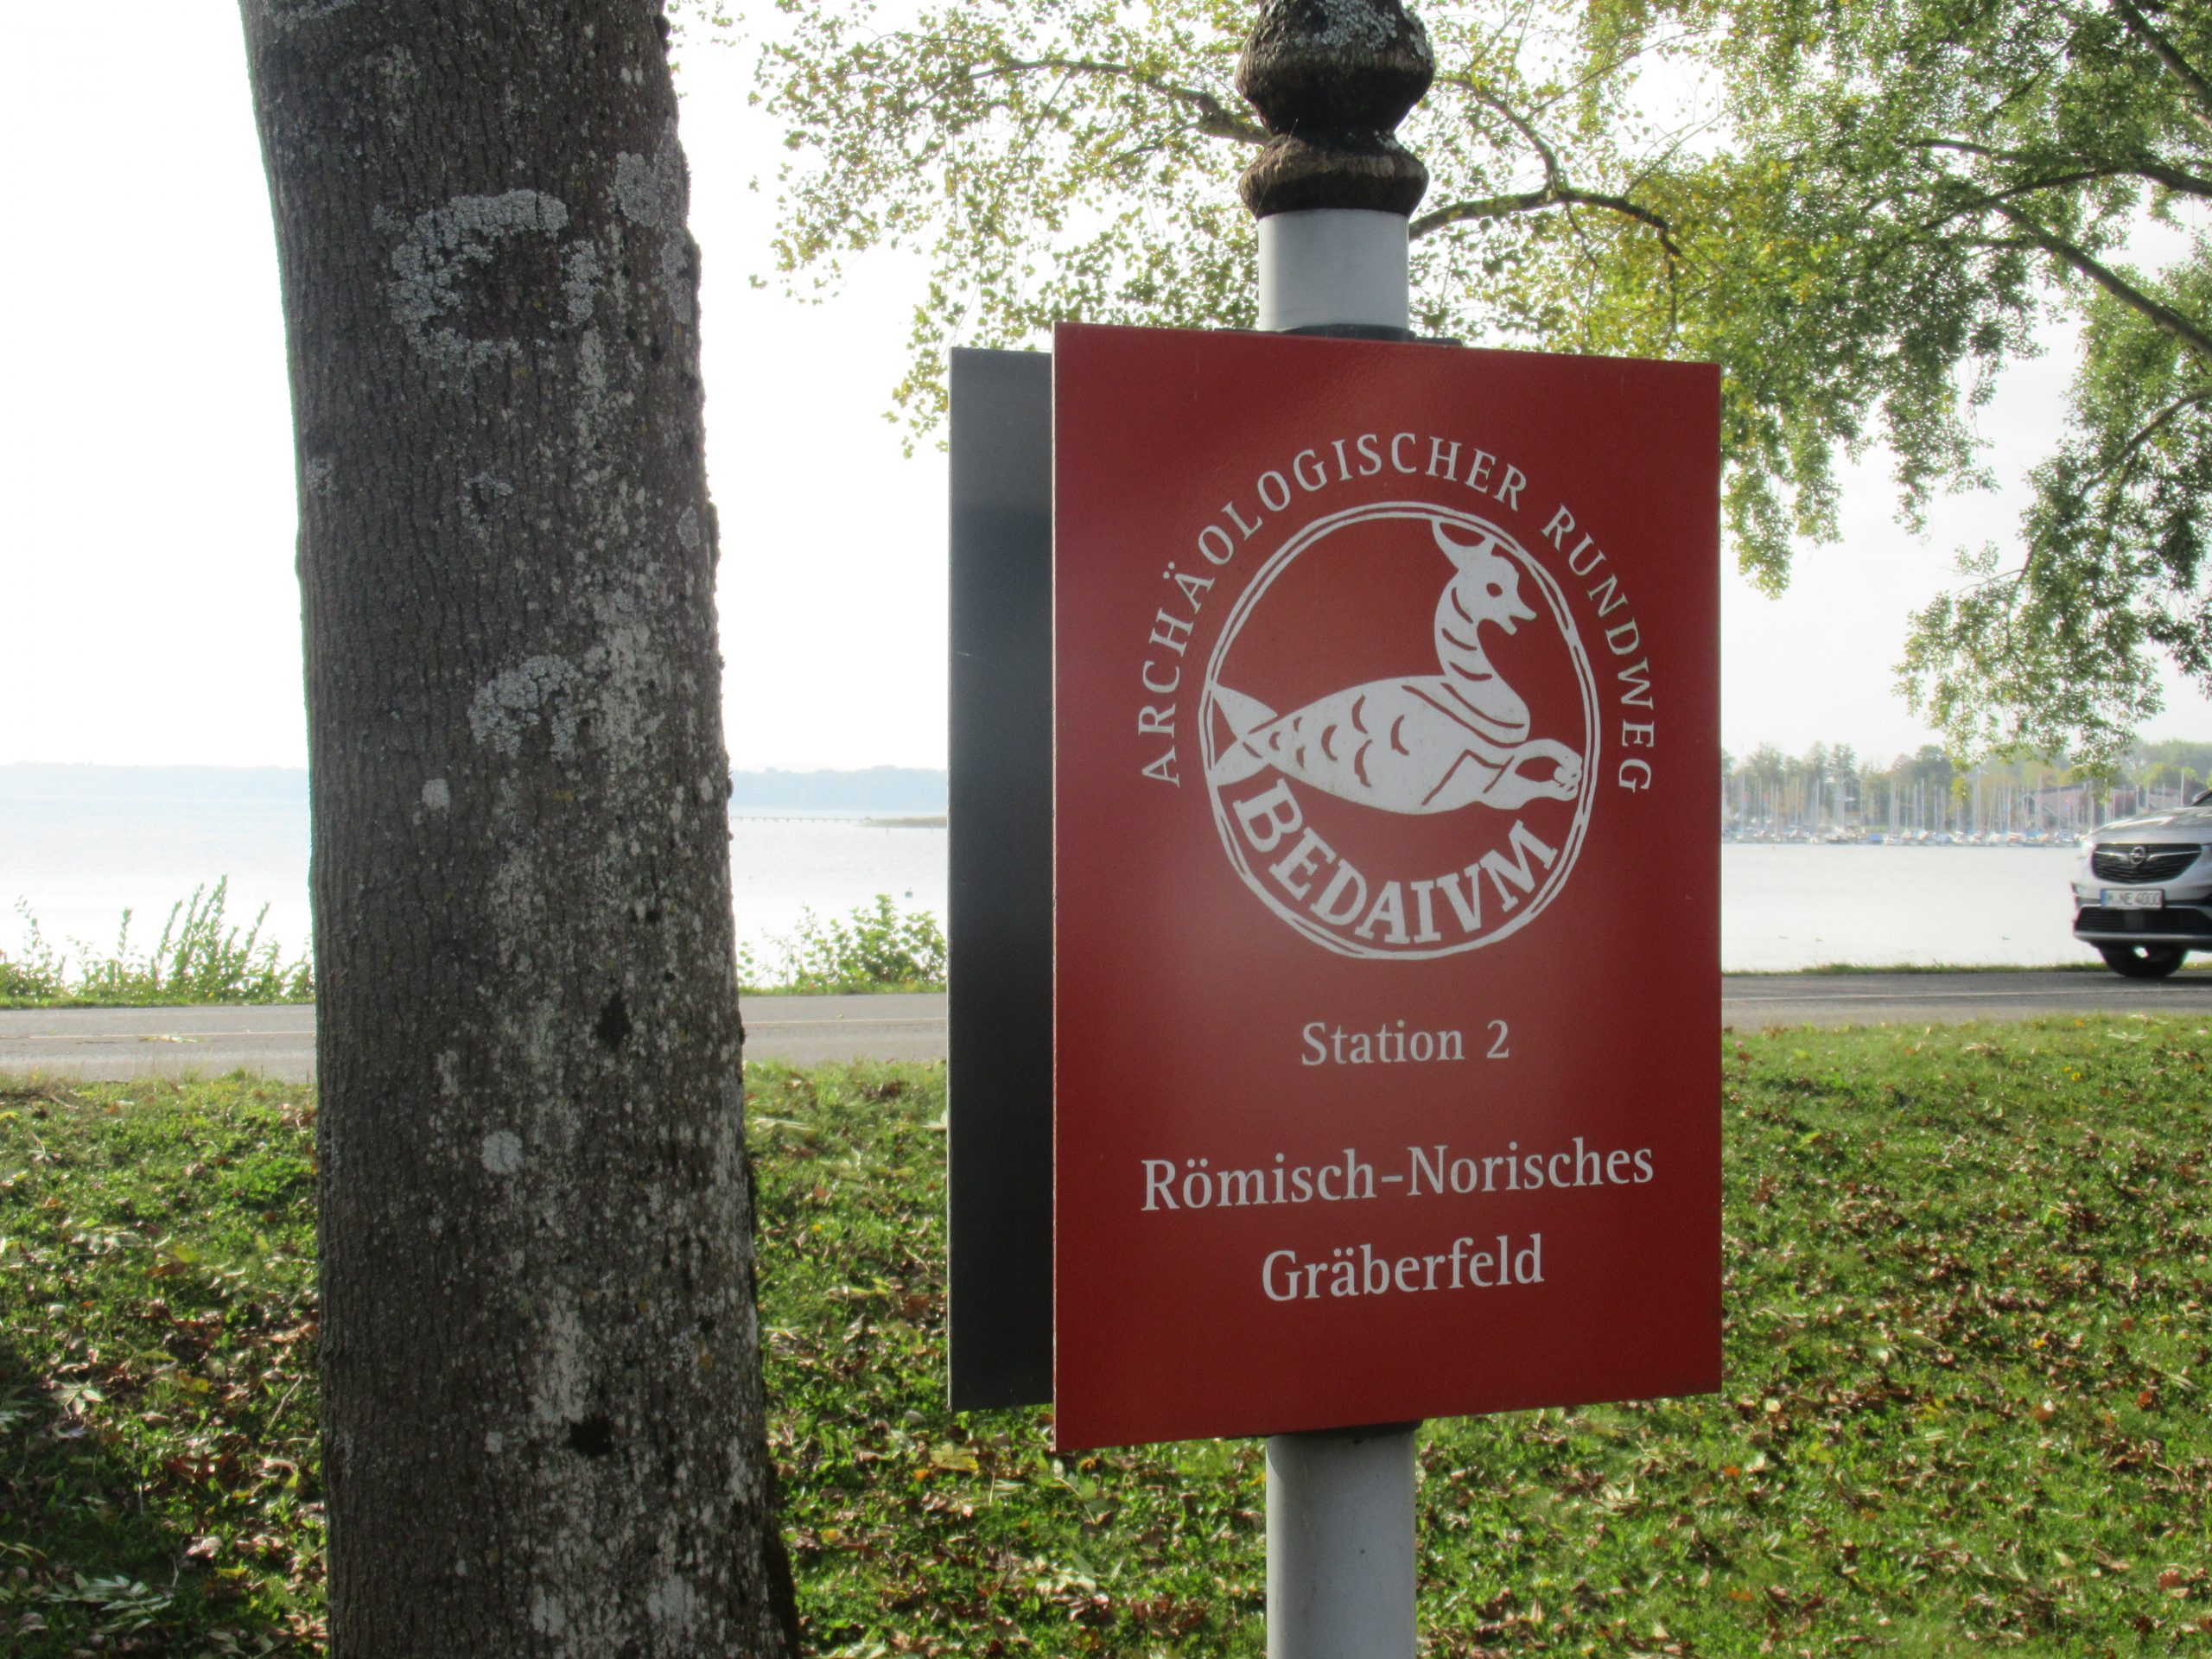 ARCHÄOLOGISCHER RUNDWEG
BEDAIVM
Station 2
Römisch-Norisches
Gräberfeld